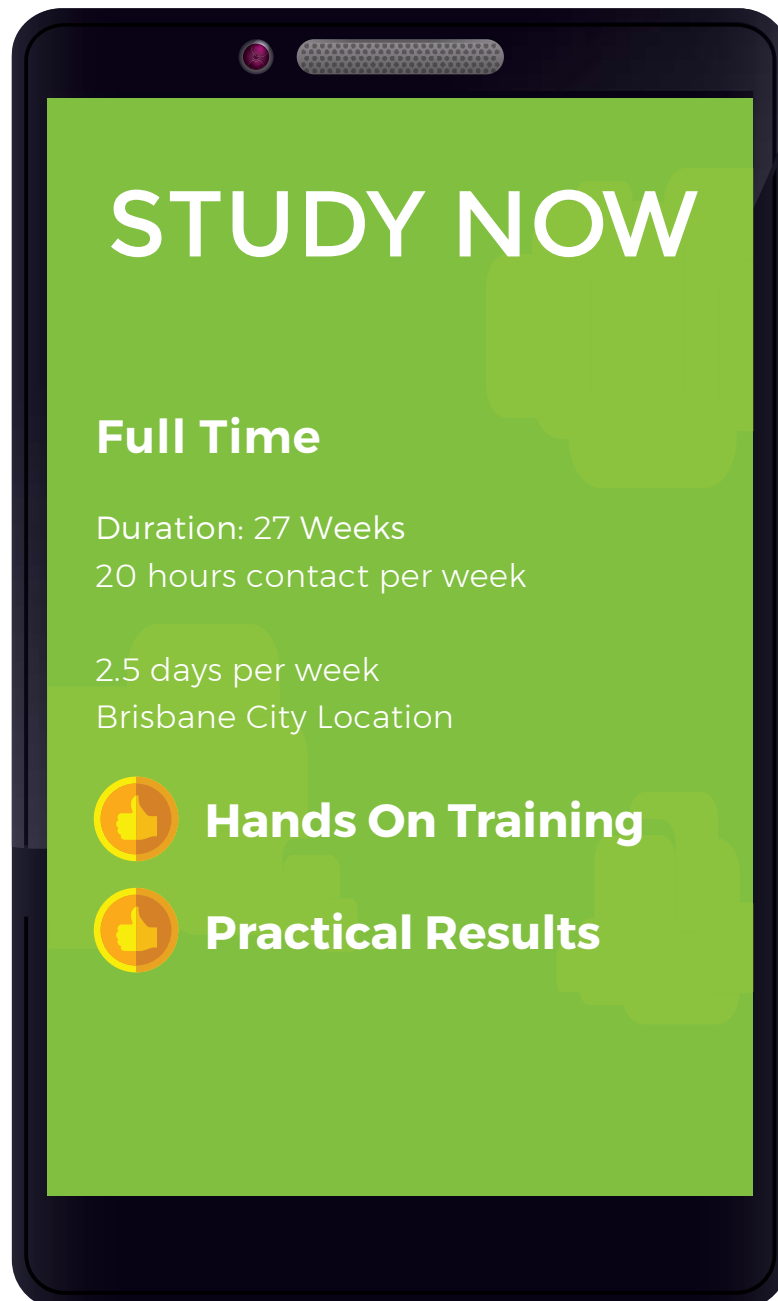 STUDY NOW
Full Time
Duration: 27 Weeks
20 hours contact per week
2.5 days per week
Brisbane City Location
Hands On Training
Practical Results